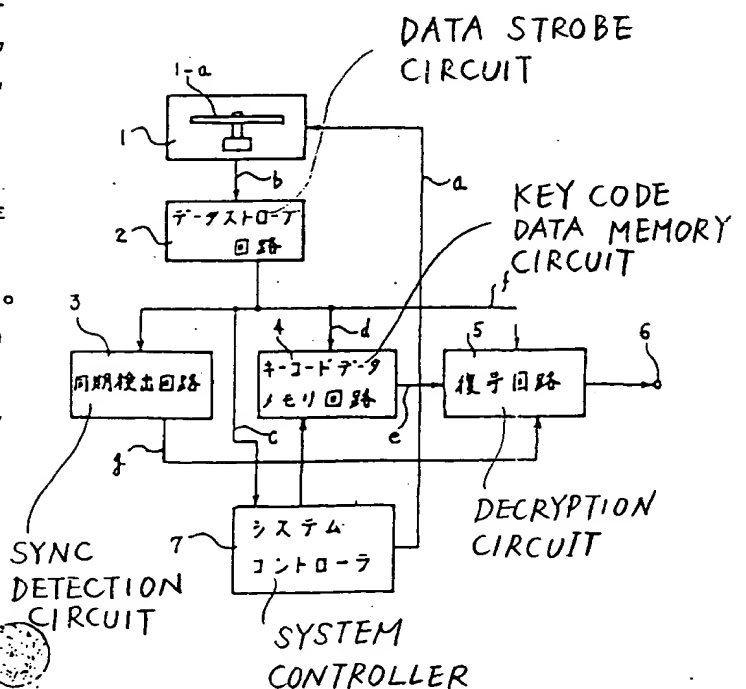 DATA STROBE
CIRCUIT
1-a
1
b
a
KEY CODE
DATA MEMORY
CIRCUIT
データストローブ
回路
2
f
3
d
4
5
6
同期検出回路
キーコードデータ
メモリ回路
復号回路
e
c
g
DECRYPTION
CIRCUIT
7
システム
コントローラ
SYNC
DETECTION
CIRCUIT
SYSTEM
CONTROLLER